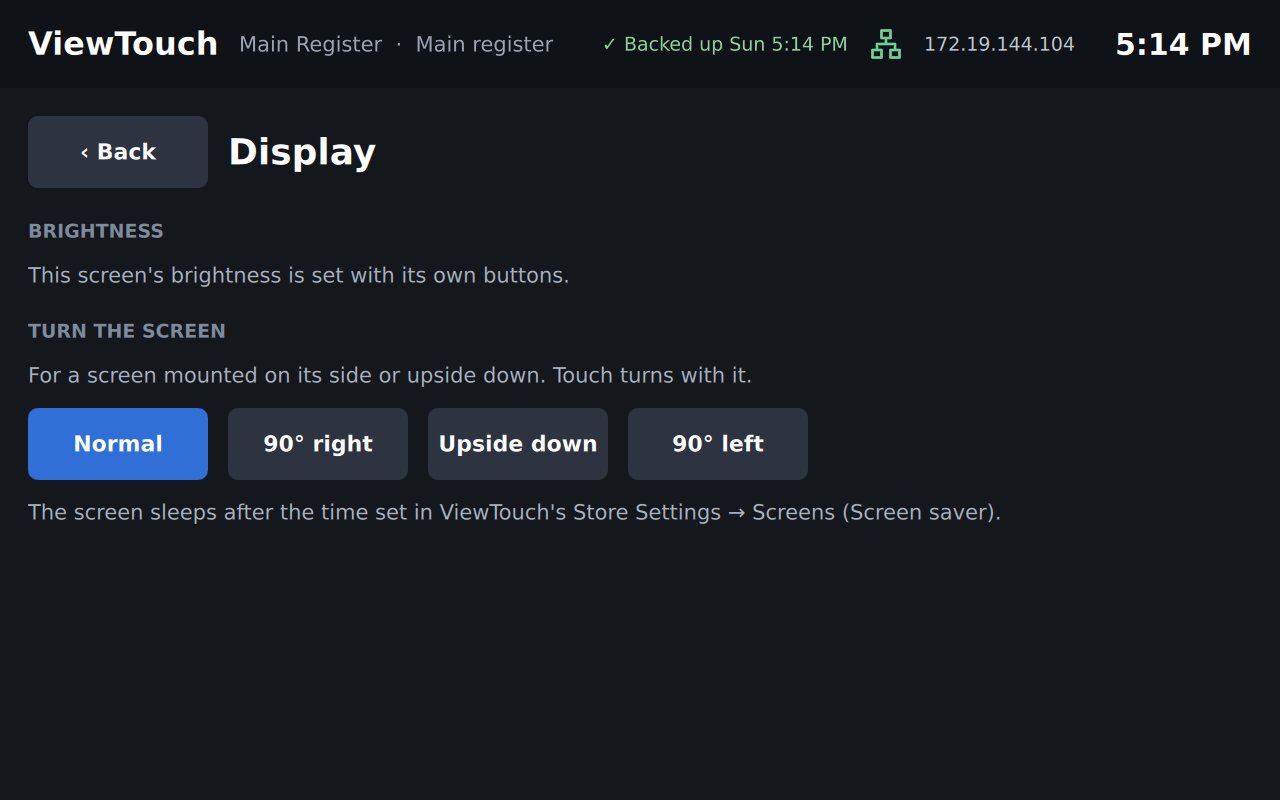 ViewTouch Main Register · Main register ✓ Backed up Sun 5:14 PM 172.19.144.104 5:14 PM
‹ Back Display
BRIGHTNESS
This screen's brightness is set with its own buttons.
TURN THE SCREEN
For a screen mounted on its side or upside down. Touch turns with it.
Normal 90° right Upside down 90° left
The screen sleeps after the time set in ViewTouch's Store Settings → Screens (Screen saver).